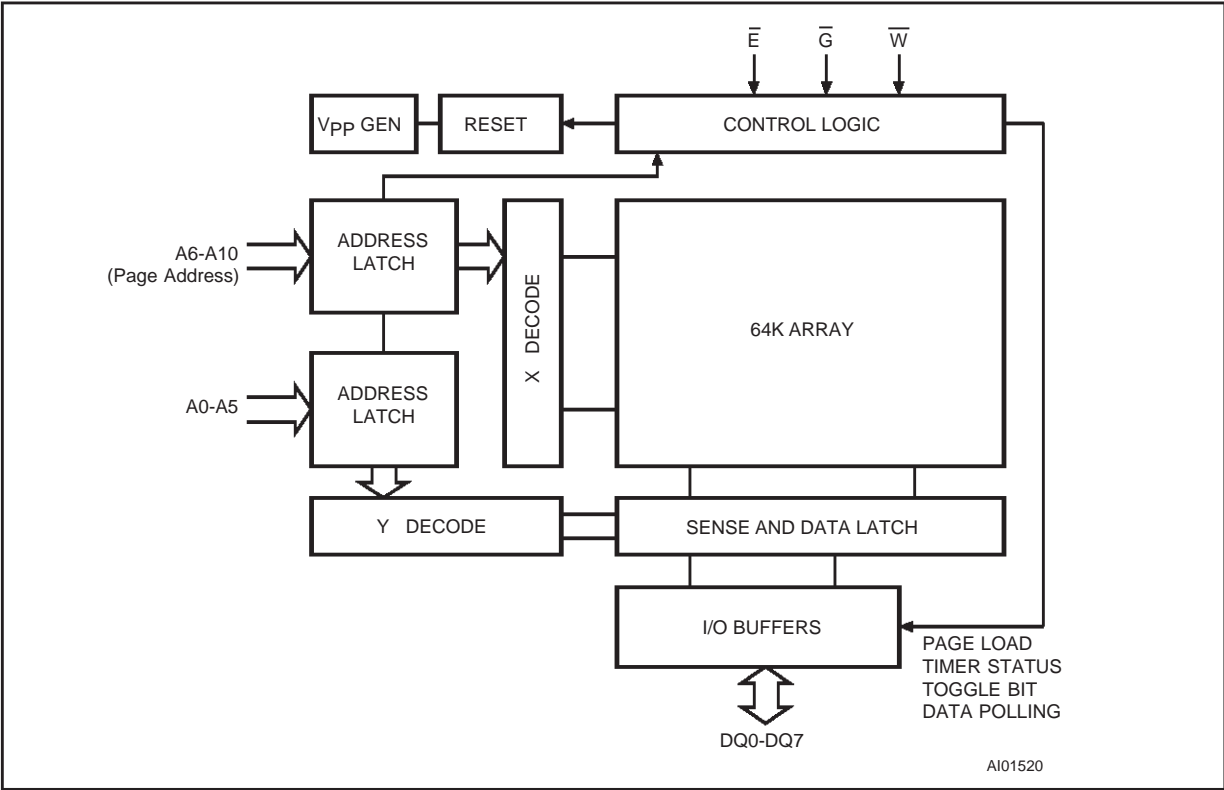 E̅ G̅ W̅
VPP GEN
RESET
CONTROL LOGIC
A6-A10
(Page Address)
ADDRESS
LATCH
X DECODE
64K ARRAY
A0-A5
ADDRESS
LATCH
Y DECODE
SENSE AND DATA LATCH
I/O BUFFERS
PAGE LOAD
TIMER STATUS
TOGGLE BIT
DATA POLLING
DQ0-DQ7
AI01520